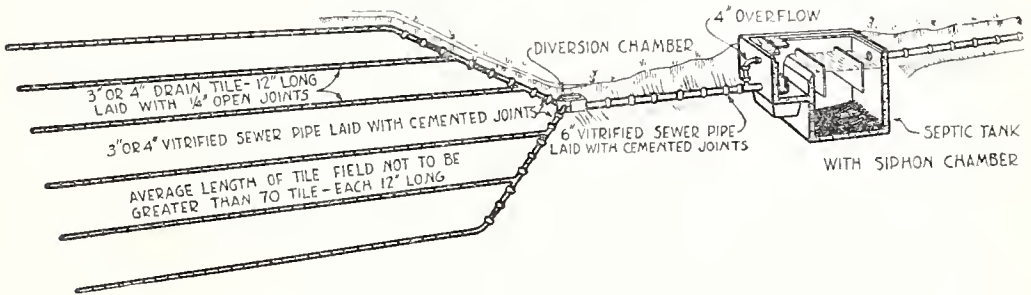 4" OVERFLOW
DIVERSION CHAMBER
3" OR 4" DRAIN TILE - 12" LONG
LAID WITH 1/4" OPEN JOINTS
3" OR 4" VITRIFIED SEWER PIPE LAID WITH CEMENTED JOINTS
6" VITRIFIED SEWER PIPE
LAID WITH CEMENTED JOINTS
SEPTIC TANK
WITH SIPHON CHAMBER
AVERAGE LENGTH OF TILE FIELD NOT TO BE
GREATER THAN 70 TILE - EACH 12" LONG